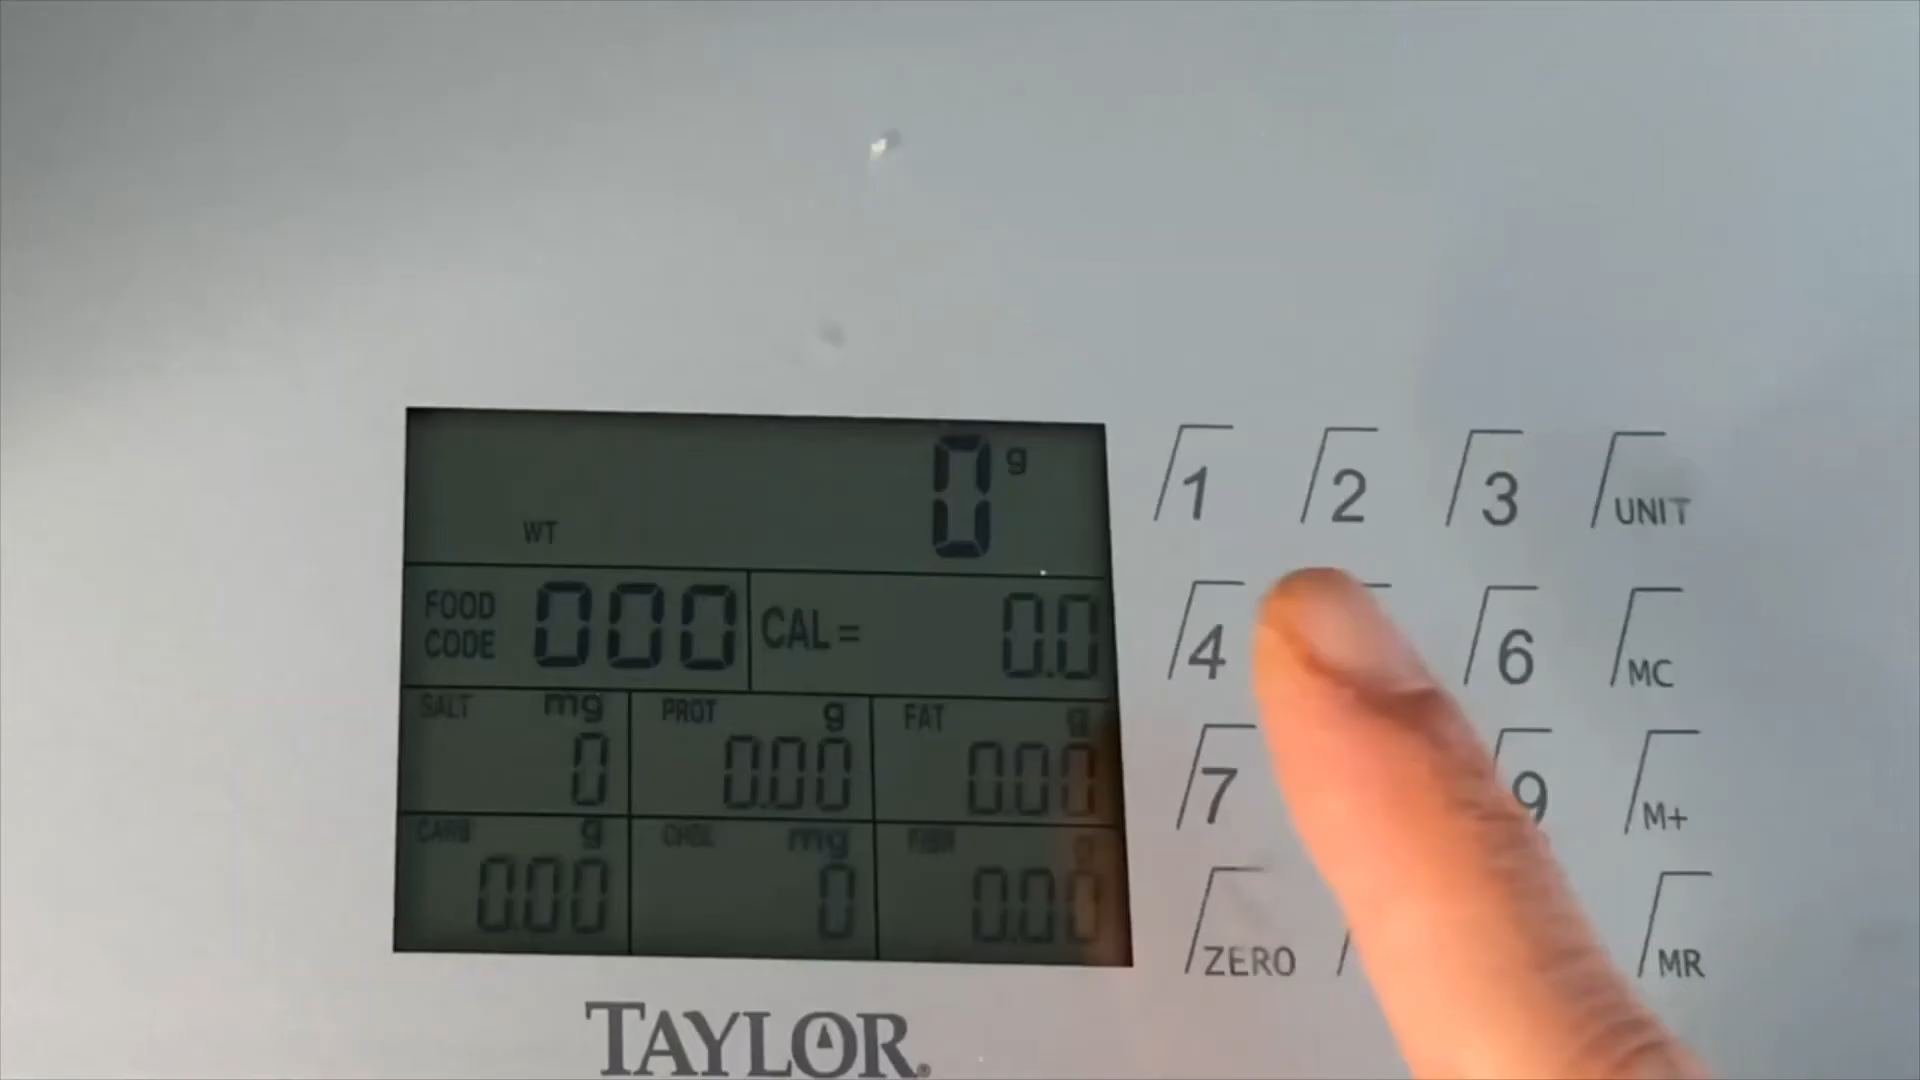 0 g
WT
FOOD CODE 000
CAL = 0.0
SALT mg 0
PROT g 0.00
FAT g 0.00
CARB g 0.00
CHOL mg 0
FIBR g 0.00
1 2 3 UNIT
4 6 MC
7 9 M+
ZERO MR
TAYLOR®